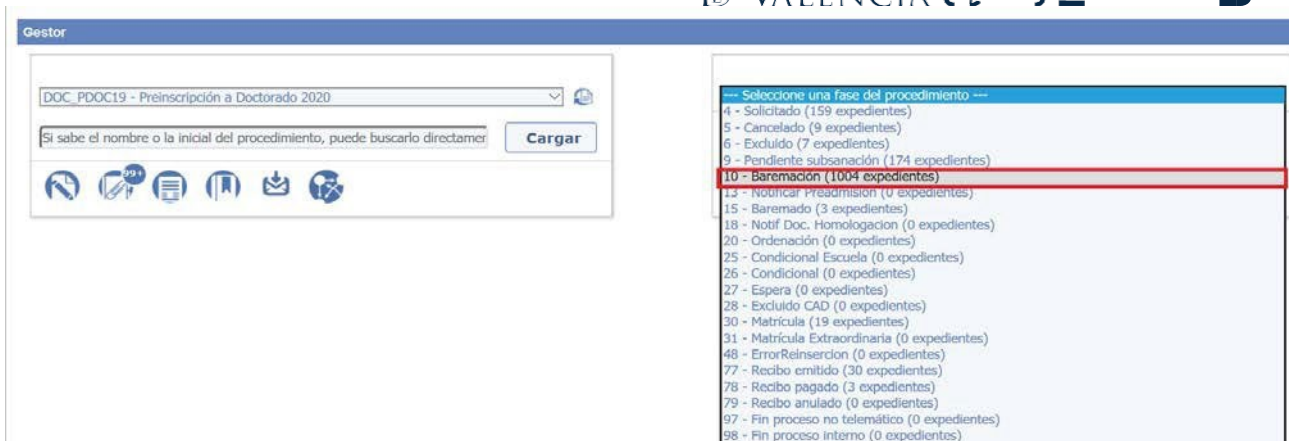 VALENCIA
Gestor
DOC_PDOC19 - Preinscripción a Doctorado 2020
Si sabe el nombre o la inicial del procedimiento, puede buscarlo directamer
Cargar
99+
--- Seleccione una fase del procedimiento ---
4 - Solicitado (159 expedientes)
5 - Cancelado (9 expedientes)
6 - Excluido (7 expedientes)
9 - Pendiente subsanación (174 expedientes)
10 - Baremación (1004 expedientes)
13 - Notificar Preadmisión (0 expedientes)
15 - Baremado (3 expedientes)
18 - Notif Doc. Homologacion (0 expedientes)
20 - Ordenación (0 expedientes)
25 - Condicional Escuela (0 expedientes)
26 - Condicional (0 expedientes)
27 - Espera (0 expedientes)
28 - Excluido CAD (0 expedientes)
30 - Matrícula (19 expedientes)
31 - Matrícula Extraordinaria (0 expedientes)
48 - ErrorReinsercion (0 expedientes)
77 - Recibo emitido (30 expedientes)
78 - Recibo pagado (3 expedientes)
79 - Recibo anulado (0 expedientes)
97 - Fin proceso no telemático (0 expedientes)
98 - Fin proceso interno (0 expedientes)